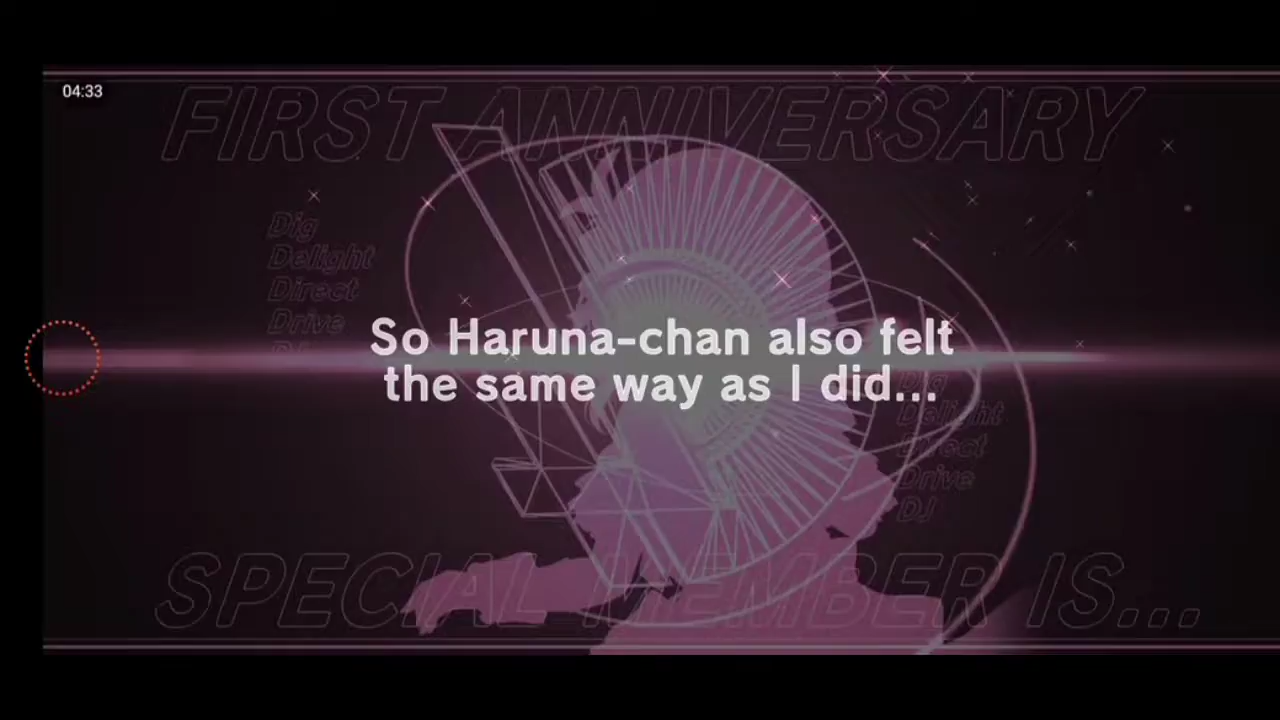 04:33
FIRST ANNIVERSARY
Dig
Delight
Direct
Drive
DJ
So Haruna-chan also felt
the same way as I did...
Dig
Delight
Direct
Drive
DJ
SPECIAL MEMBER IS...